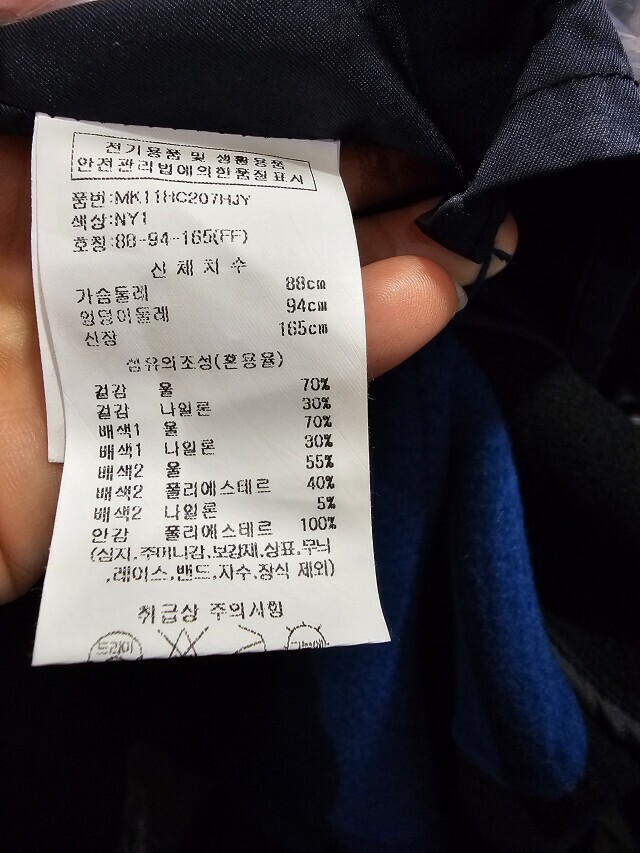 전기용품 및 생활용품
안전관리법에의한품질표시
품번:MK11HC207HJY
색상:NY1
호칭:88-94-165(FF)
신체치수
가슴둘레 88cm
엉덩이둘레 94cm
신장 165cm
섬유의조성(혼용율)
겉감 울 70%
겉감 나일론 30%
배색1 울 70%
배색1 나일론 30%
배색2 울 55%
배색2 폴리에스테르 40%
배색2 나일론 5%
안감 폴리에스테르 100%
(심지,주머니감,보강재,상표,무늬
,레이스,밴드,자수,장식 제외)
취급상 주의사항
드라이